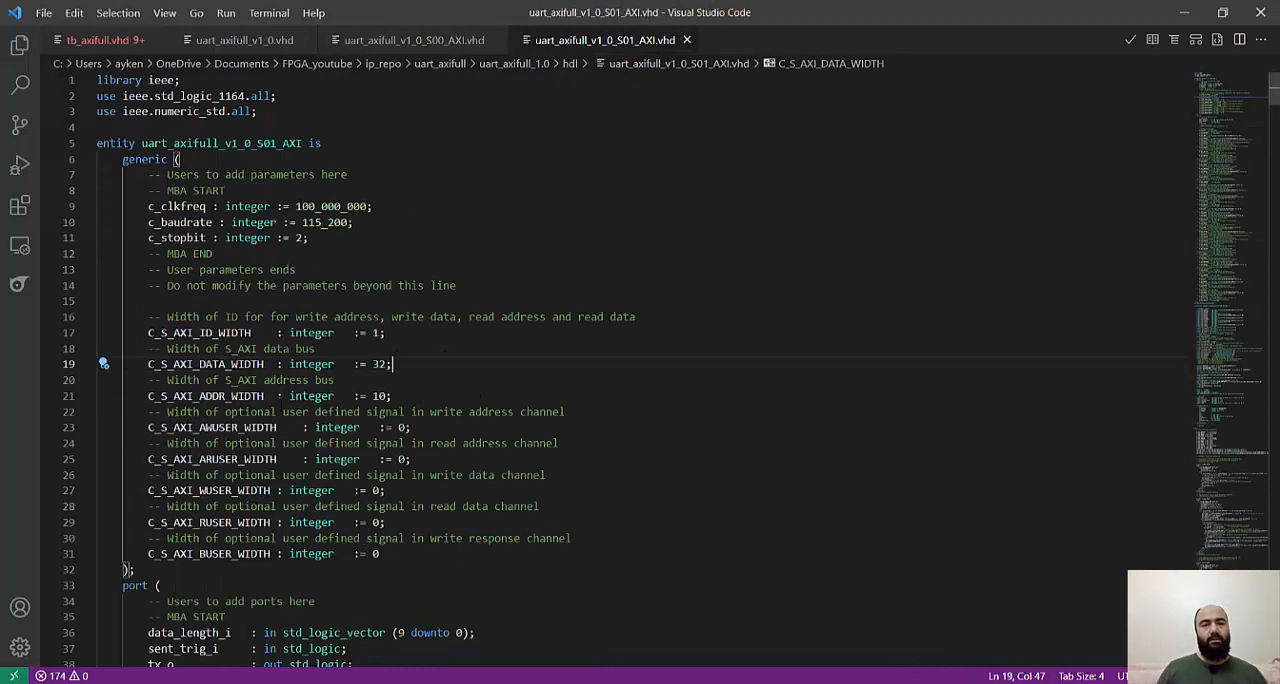 File Edit Selection View Go Run Terminal Help uart_axifull_v1_0_S01_AXI.vhd - Visual Studio Code
tb_axifull.vhd 9+ uart_axifull_v1_0.vhd uart_axifull_v1_0_S00_AXI.vhd uart_axifull_v1_0_S01_AXI.vhd
C: > Users > ayken > OneDrive > Documents > FPGA_youtube > ip_repo > uart_axifull > uart_axifull_1.0 > hdl > uart_axifull_v1_0_S01_AXI.vhd > C_S_AXI_DATA_WIDTH
1 library ieee;
2 use ieee.std_logic_1164.all;
3 use ieee.numeric_std.all;
4
5 entity uart_axifull_v1_0_S01_AXI is
6 generic (
7 -- Users to add parameters here
8 -- MBA START
9 c_clkfreq : integer := 100_000_000;
10 c_baudrate : integer := 115_200;
11 c_stopbit : integer := 2;
12 -- MBA END
13 -- User parameters ends
14 -- Do not modify the parameters beyond this line
15
16 -- Width of ID for for write address, write data, read address and read data
17 C_S_AXI_ID_WIDTH : integer := 1;
18 -- Width of S_AXI data bus
19 C_S_AXI_DATA_WIDTH : integer := 32;
20 -- Width of S_AXI address bus
21 C_S_AXI_ADDR_WIDTH : integer := 10;
22 -- Width of optional user defined signal in write address channel
23 C_S_AXI_AWUSER_WIDTH : integer := 0;
24 -- Width of optional user defined signal in read address channel
25 C_S_AXI_ARUSER_WIDTH : integer := 0;
26 -- Width of optional user defined signal in write data channel
27 C_S_AXI_WUSER_WIDTH : integer := 0;
28 -- Width of optional user defined signal in read data channel
29 C_S_AXI_RUSER_WIDTH : integer := 0;
30 -- Width of optional user defined signal in write response channel
31 C_S_AXI_BUSER_WIDTH : integer := 0
32 );
33 port (
34 -- Users to add ports here
35 -- MBA START
36 data_length_i : in std_logic_vector (9 downto 0);
37 sent_trig_i : in std_logic;
38 tx_o : out std_logic;
174 0 Ln 19, Col 47 Tab Size: 4